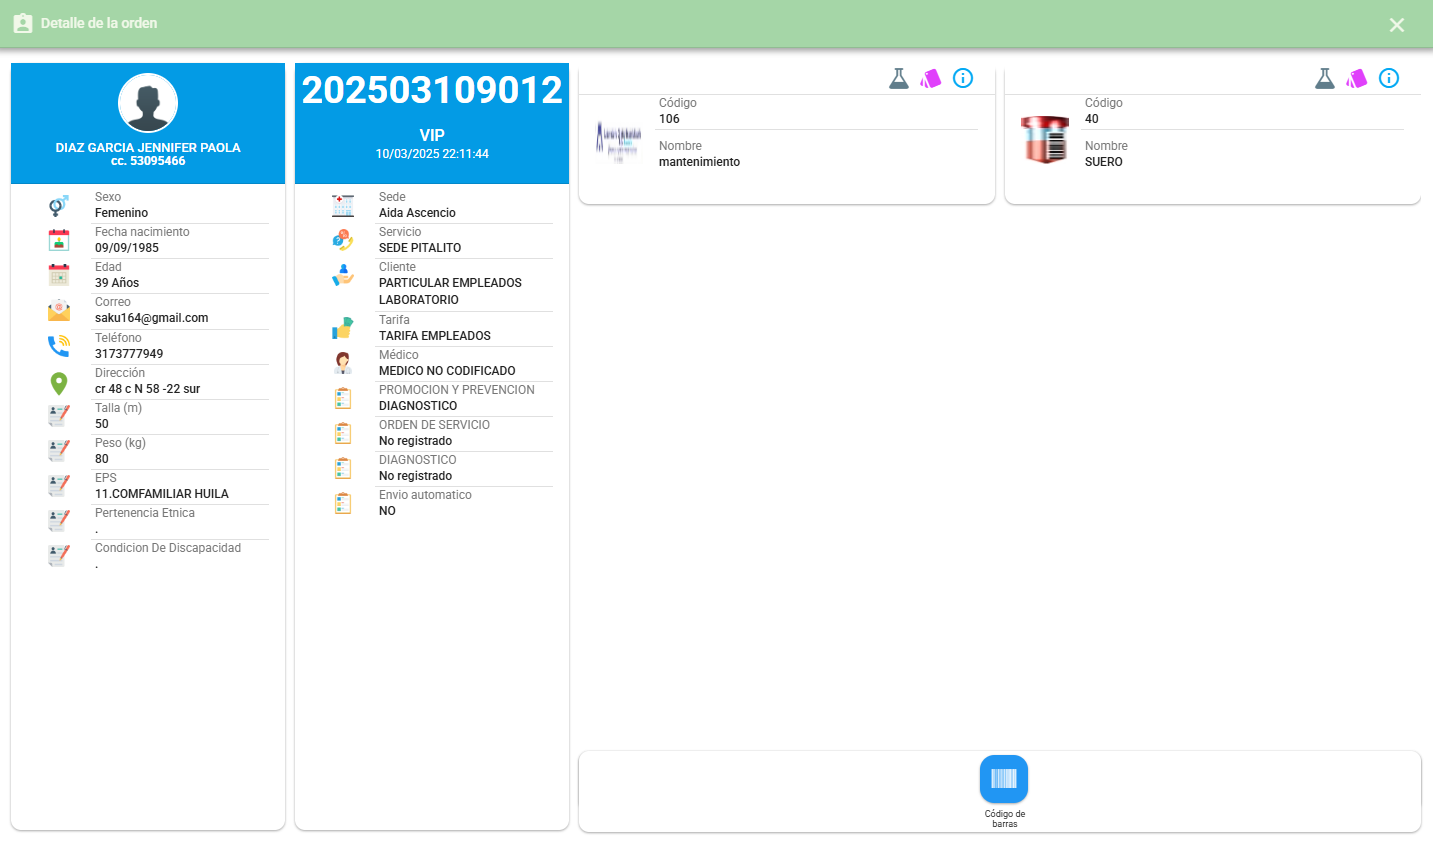 Detalle de la orden
DIAZ GARCIA JENNIFER PAOLA
cc. 53095466
Sexo
Femenino
Fecha nacimiento
09/09/1985
Edad
39 Años
Correo
saku164@gmail.com
Teléfono
3173777949
Dirección
cr 48 c N 58 -22 sur
Talla (m)
50
Peso (kg)
80
EPS
11.COMFAMILIAR HUILA
Pertenencia Etnica
.
Condicion De Discapacidad
.
202503109012
VIP
10/03/2025 22:11:44
Sede
Aida Ascencio
Servicio
SEDE PITALITO
Cliente
PARTICULAR EMPLEADOS
LABORATORIO
Tarifa
TARIFA EMPLEADOS
Médico
MEDICO NO CODIFICADO
PROMOCION Y PREVENCION
DIAGNOSTICO
ORDEN DE SERVICIO
No registrado
DIAGNOSTICO
No registrado
Envio automatico
NO
Código
106
Nombre
mantenimiento
Código
40
Nombre
SUERO
Código de
barras